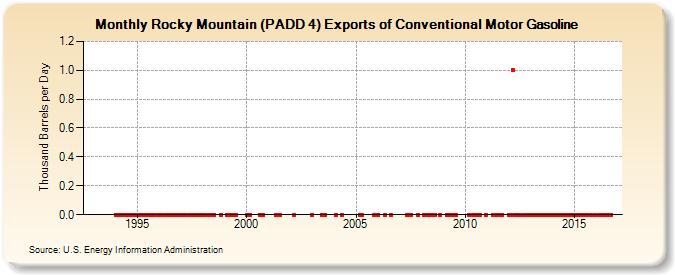 Monthly Rocky Mountain (PADD 4) Exports of Conventional Motor Gasoline
Thousand Barrels per Day
1.2
1.0
0.8
0.6
0.4
0.2
0.0
1995 2000 2005 2010 2015
Source: U.S. Energy Information Administration